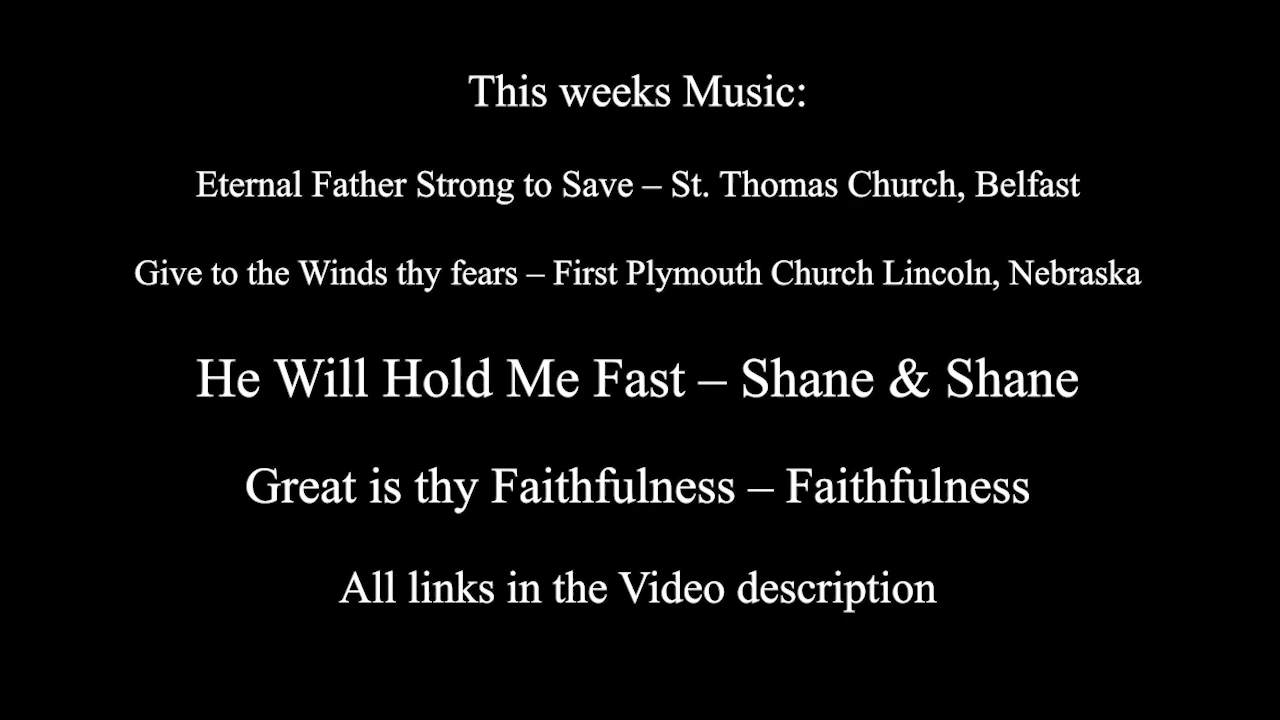 This weeks Music:
Eternal Father Strong to Save – St. Thomas Church, Belfast
Give to the Winds thy fears – First Plymouth Church Lincoln, Nebraska
He Will Hold Me Fast – Shane & Shane
Great is thy Faithfulness – Faithfulness
All links in the Video description